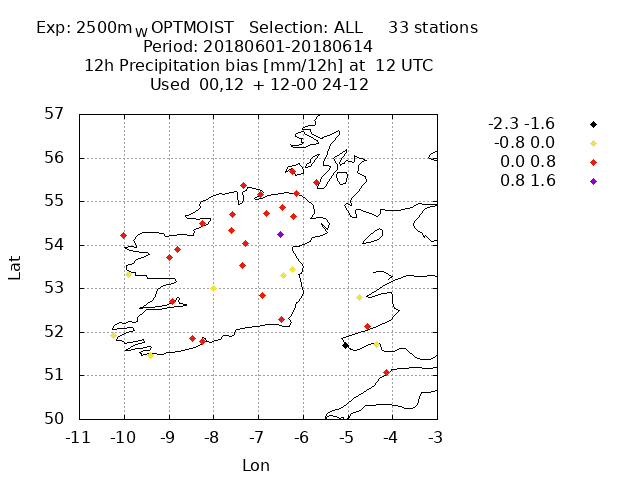 Exp: 2500m_W OPTMOIST   Selection: ALL     33 stations
Period: 20180601-20180614
12h Precipitation bias [mm/12h] at  12 UTC
Used  00,12  + 12-00 24-12
-2.3 -1.6
-0.8 0.0
0.0 0.8
0.8 1.6
57
56
55
54
53
52
51
50
Lat
-11 -10 -9 -8 -7 -6 -5 -4 -3
Lon